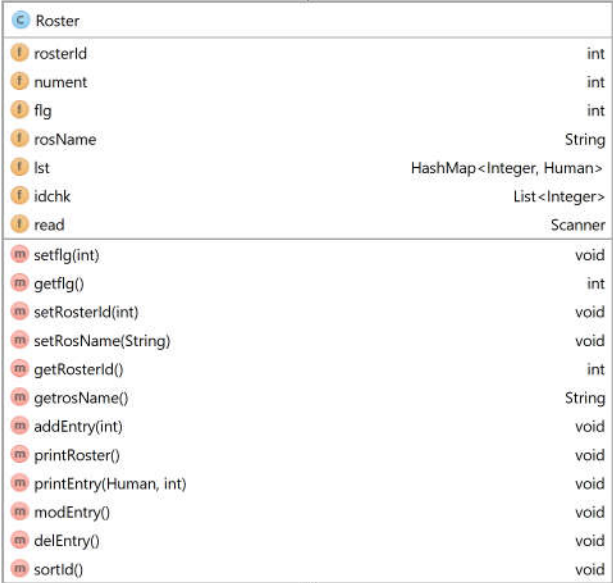 C Roster
f rosterId int
f nument int
f flg int
f rosName String
f lst HashMap<Integer, Human>
f idchk List<Integer>
f read Scanner
m setflg(int) void
m getflg() int
m setRosterId(int) void
m setRosName(String) void
m getRosterId() int
m getrosName() String
m addEntry(int) void
m printRoster() void
m printEntry(Human, int) void
m modEntry() void
m delEntry() void
m sortId() void